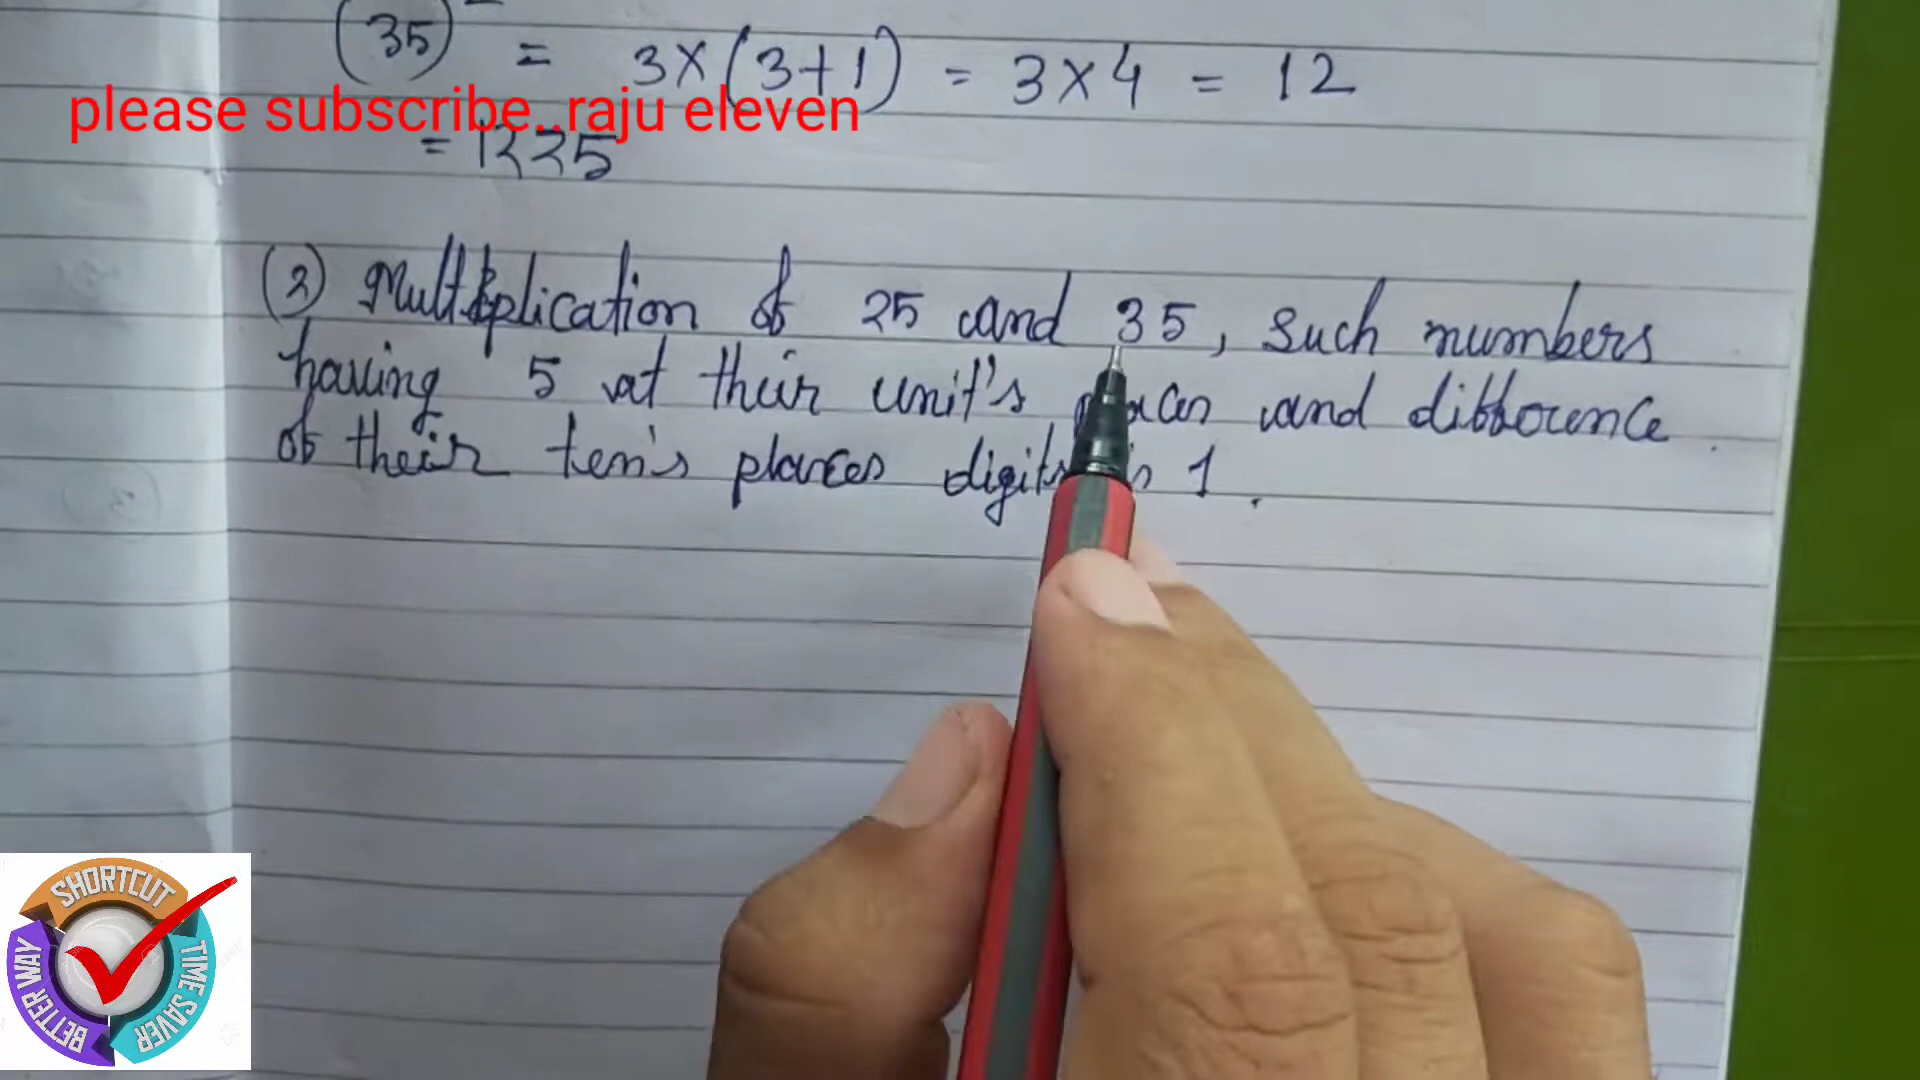 (35)² = 3×(3+1) = 3×4 = 12
please subscribe..raju eleven
= 1225
(2) Multiplication of 25 and 35, such numbers
having 5 at their unit's places and difference
of their ten's places digits is 1.
SHORTCUT
BETTER WAY
TIME SAVER